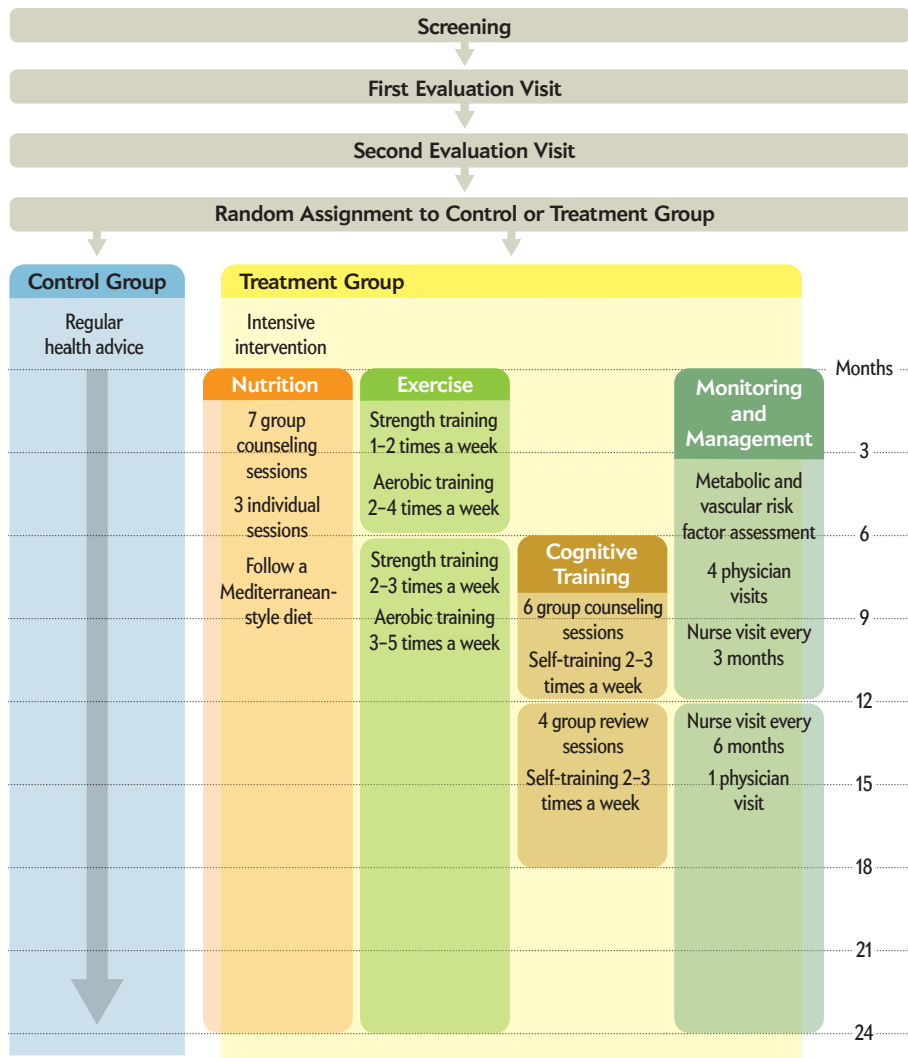 Screening
First Evaluation Visit
Second Evaluation Visit
Random Assignment to Control or Treatment Group
Control Group
Regular
health advice
Treatment Group
Intensive
intervention
Nutrition
7 group
counseling
sessions
3 individual
sessions
Follow a
Mediterranean-
style diet
Exercise
Strength training
1–2 times a week
Aerobic training
2–4 times a week
Strength training
2–3 times a week
Aerobic training
3–5 times a week
Cognitive
Training
6 group counseling
sessions
Self-training 2–3
times a week
4 group review
sessions
Self-training 2–3
times a week
Monitoring
and
Management
Metabolic and
vascular risk
factor assessment
4 physician
visits
Nurse visit every
3 months
Nurse visit every
6 months
1 physician
visit
Months
3
6
9
12
15
18
21
24